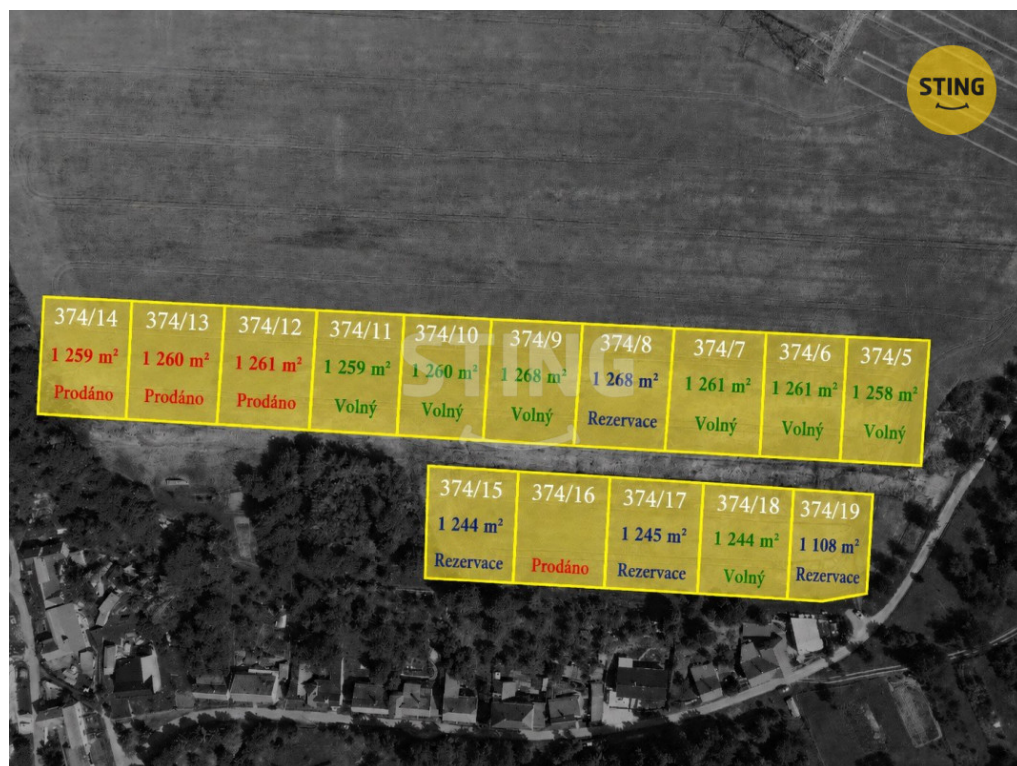 STING
374/14
1 259 m²
Prodáno
374/13
1 260 m²
Prodáno
374/12
1 261 m²
Prodáno
374/11
1 259 m²
Volný
374/10
1 260 m²
Volný
374/9
1 268 m²
Volný
374/8
1 268 m²
Rezervace
374/7
1 261 m²
Volný
374/6
1 261 m²
Volný
374/5
1 258 m²
Volný
STING
374/15
1 244 m²
Rezervace
374/16
Prodáno
374/17
1 245 m²
Rezervace
374/18
1 244 m²
Volný
374/19
1 108 m²
Rezervace